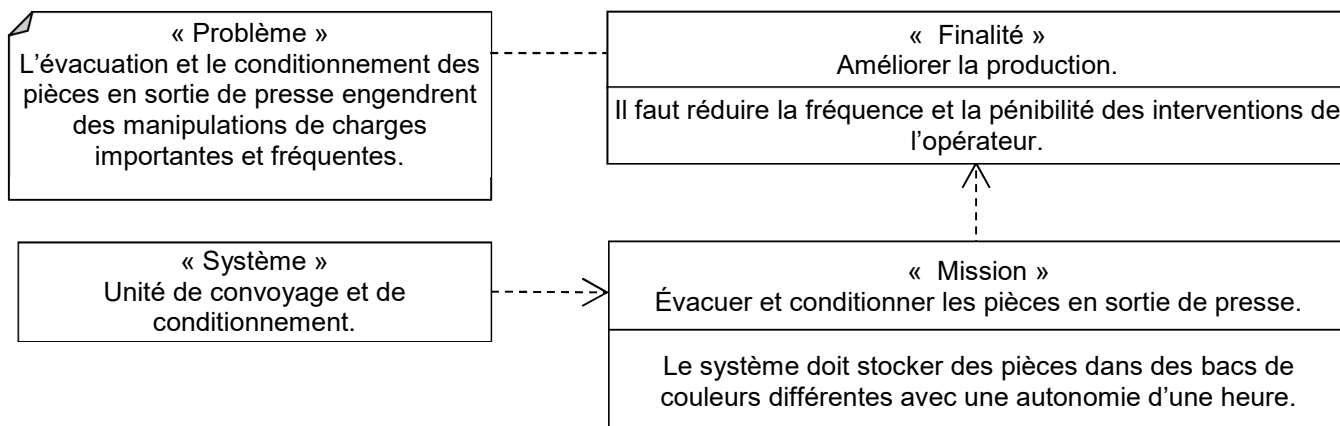 « Problème »
L’évacuation et le conditionnement des
pièces en sortie de presse engendrent
des manipulations de charges
importantes et fréquentes.
« Finalité »
Améliorer la production.
Il faut réduire la fréquence et la pénibilité des interventions de
l’opérateur.
« Système »
Unité de convoyage et de
conditionnement.
« Mission »
Évacuer et conditionner les pièces en sortie de presse.
Le système doit stocker des pièces dans des bacs de
couleurs différentes avec une autonomie d’une heure.